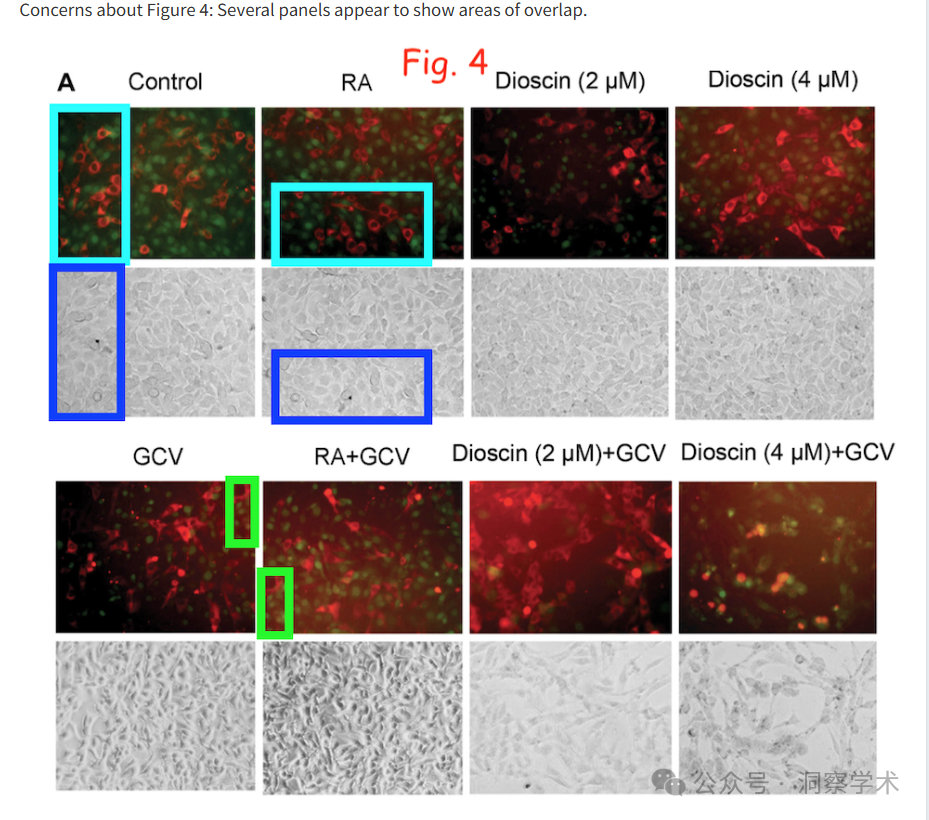 Concerns about Figure 4: Several panels appear to show areas of overlap.
Fig. 4
A Control RA Dioscin (2 μM) Dioscin (4 μM)
GCV RA+GCV Dioscin (2 μM)+GCV Dioscin (4 μM)+GCV
公众号 · 洞察学术